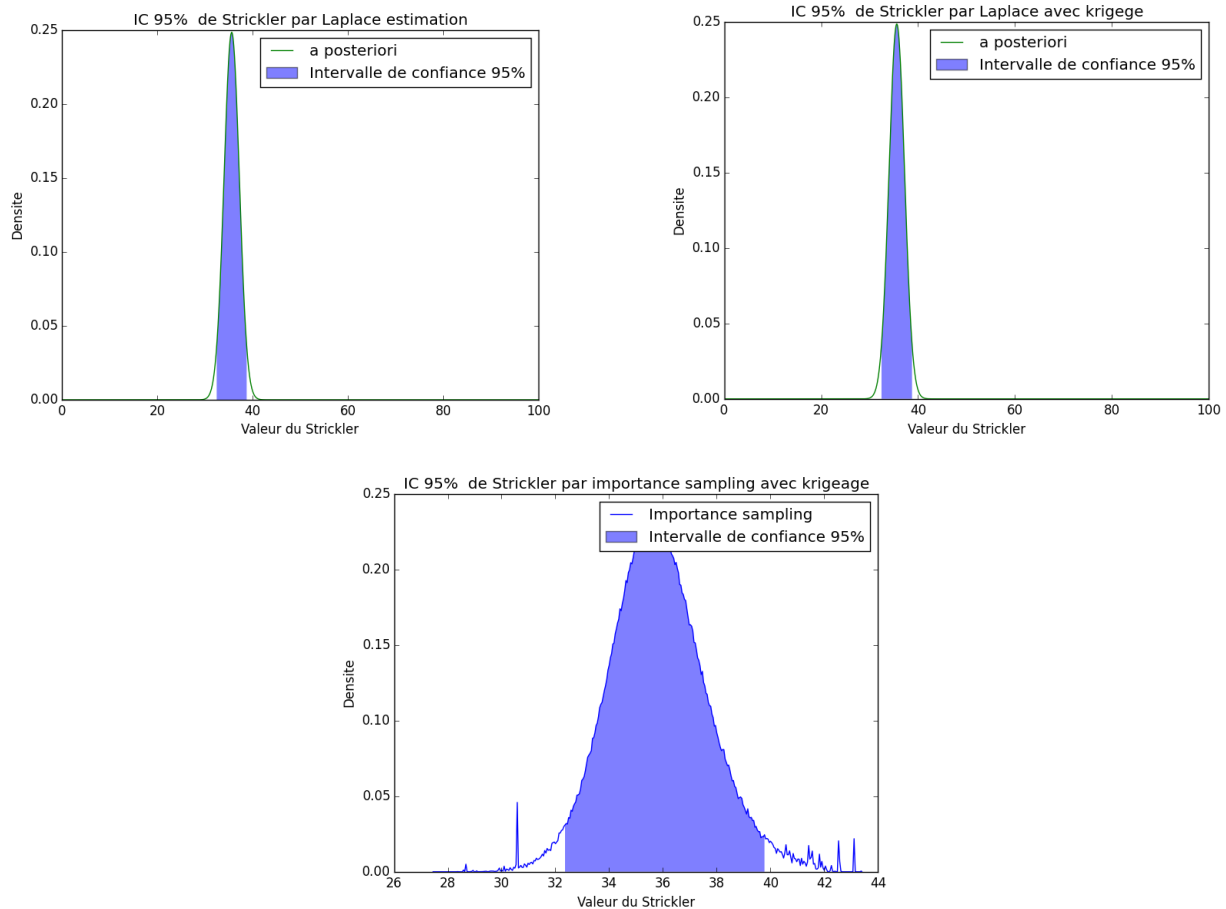 IC 95%  de Strickler par Laplace estimation
a posteriori
Intervalle de confiance 95%
0.25
0.20
0.15
0.10
0.05
0.00
Densite
0 20 40 60 80 100
Valeur du Strickler
IC 95%  de Strickler par Laplace avec krigege
a posteriori
Intervalle de confiance 95%
0.25
0.20
0.15
0.10
0.05
0.00
Densite
0 20 40 60 80 100
Valeur du Strickler
IC 95%  de Strickler par importance sampling avec krigeage
Importance sampling
Intervalle de confiance 95%
0.25
0.20
0.15
0.10
0.05
0.00
Densite
26 28 30 32 34 36 38 40 42 44
Valeur du Strickler